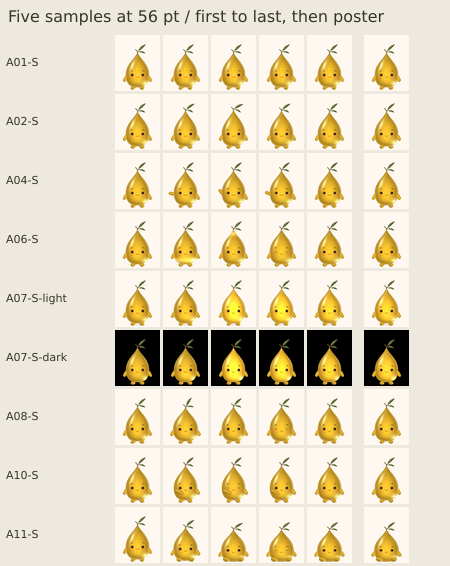 Five samples at 56 pt / first to last, then poster
A01-S
A02-S
A04-S
A06-S
A07-S-light
A07-S-dark
A08-S
A10-S
A11-S